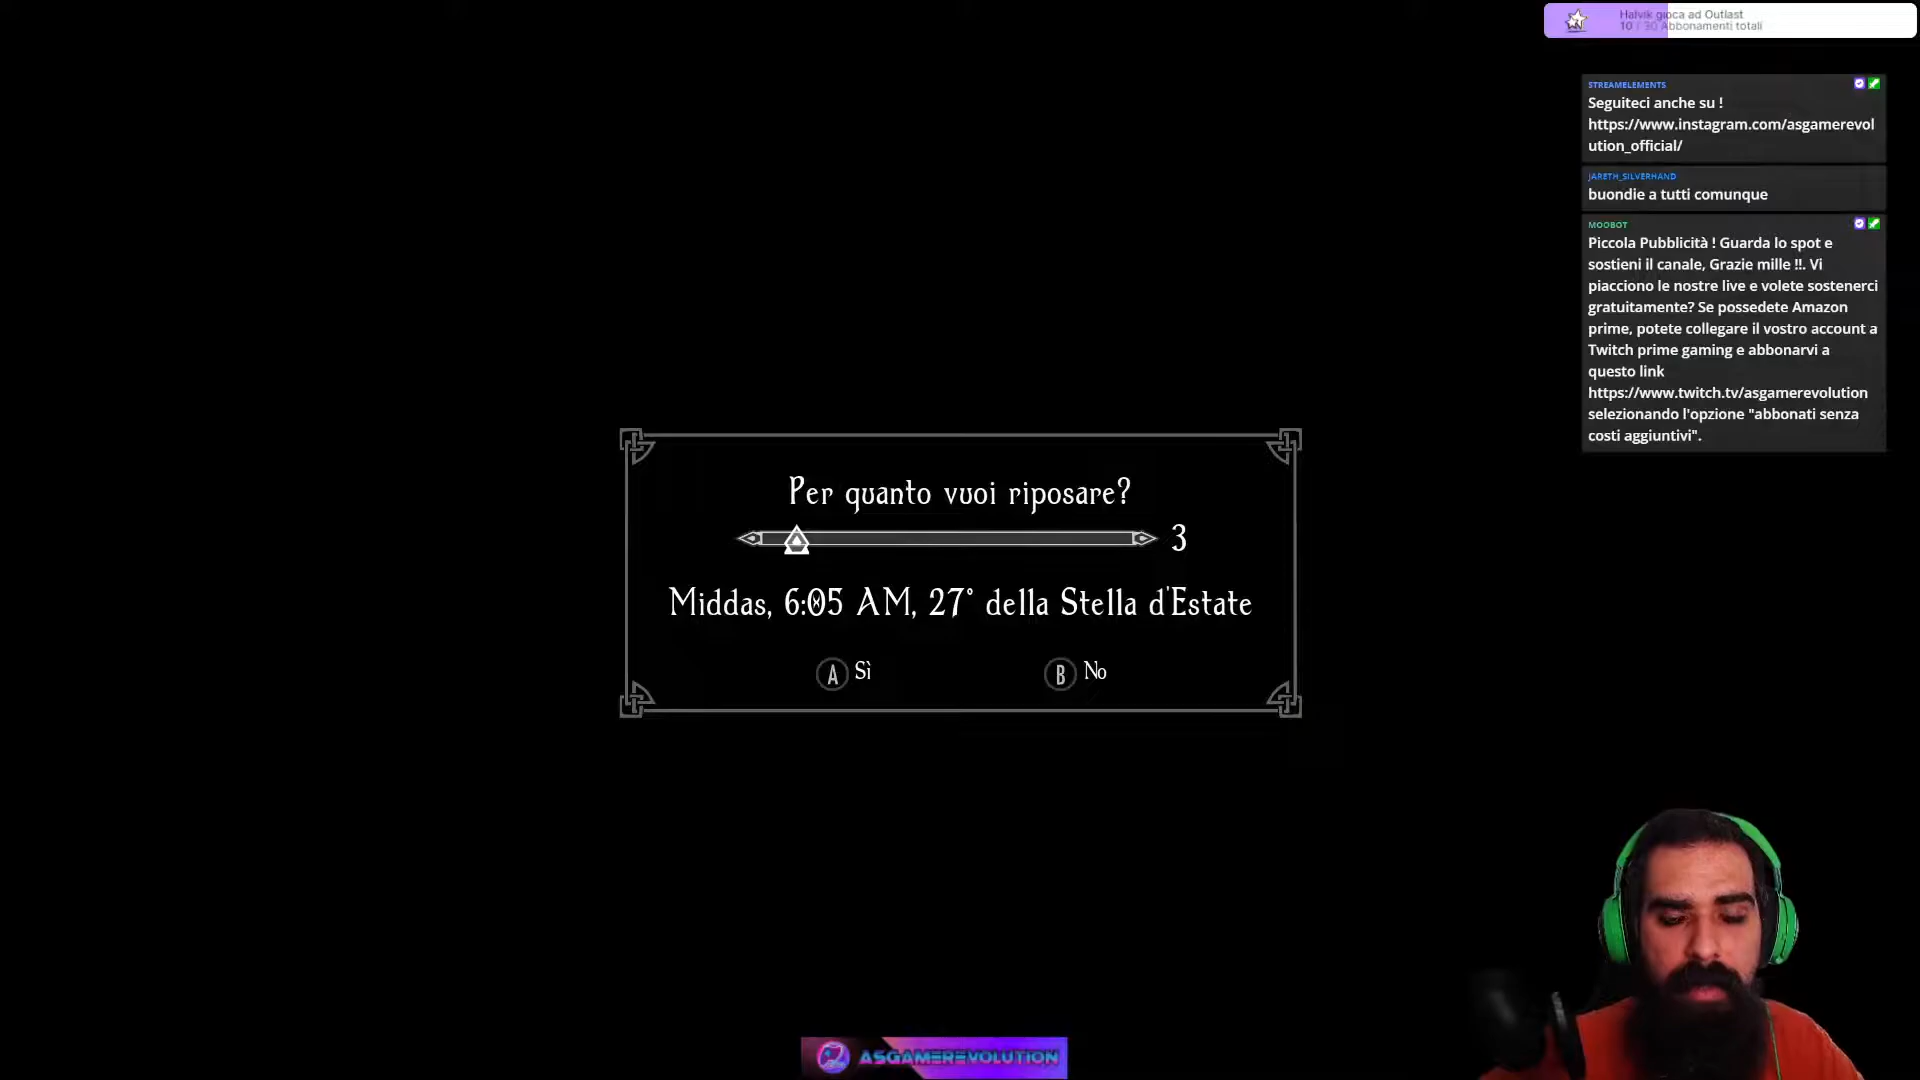 Halvik gioca ad Outlast
10 / 30 Abbonamenti totali
STREAMELEMENTS
Seguiteci anche su !
https://www.instagram.com/asgamerevol
ution_official/
JARETH_SILVERHAND
buondie a tutti comunque
MOOBOT
Piccola Pubblicità ! Guarda lo spot e
sostieni il canale, Grazie mille !!. Vi
piacciono le nostre live e volete sostenerci
gratuitamente? Se possedete Amazon
prime, potete collegare il vostro account a
Twitch prime gaming e abbonarvi a
questo link
https://www.twitch.tv/asgamerevolution
selezionando l'opzione "abbonati senza
costi aggiuntivi".
Per quanto vuoi riposare?
3
Middas, 6:05 AM, 27° della Stella d'Estate
A Sì
B No
ASGAMEREVOLUTION